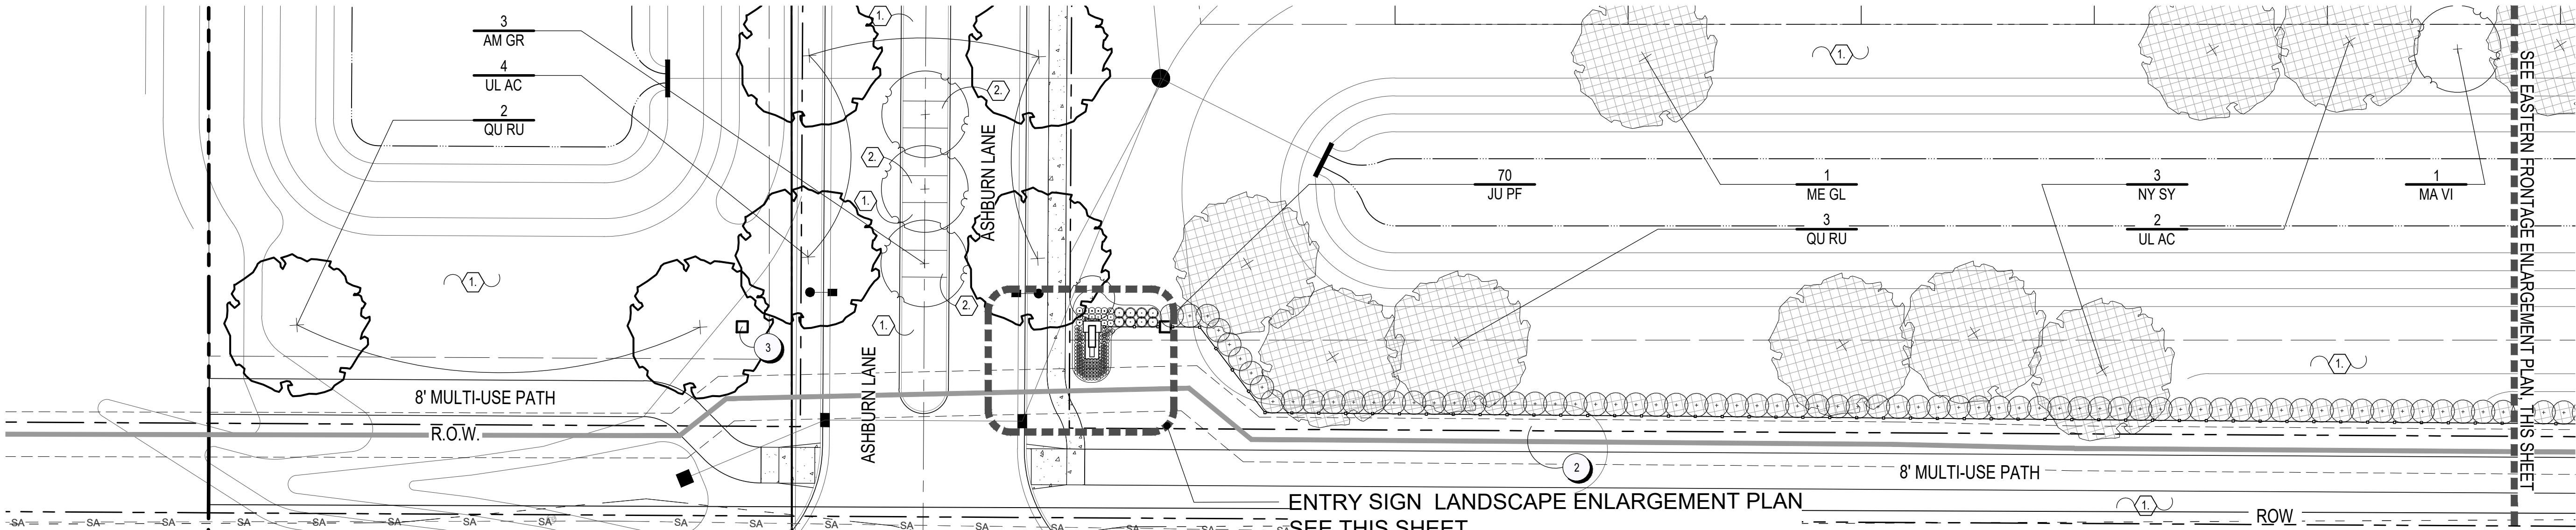 3
AM GR
4
UL AC
2
QU RU
1.
1.
2.
2.
1.
2.
1.
1.
3
ASHBURN LANE
ASHBURN LANE
8' MULTI-USE PATH
R.O.W.
1.
70
JU PF
1
ME GL
3
QU RU
3
NY SY
2
UL AC
1
MA VI
1.
2
8' MULTI-USE PATH
1.
ROW
ENTRY SIGN LANDSCAPE ENLARGEMENT PLAN
SEE THIS SHEET
SEE EASTERN FRONTAGE ENLARGEMENT PLAN, THIS SHEET
SA SA SA SA SA SA SA SA SA SA SA SA SA SA SA SA SA